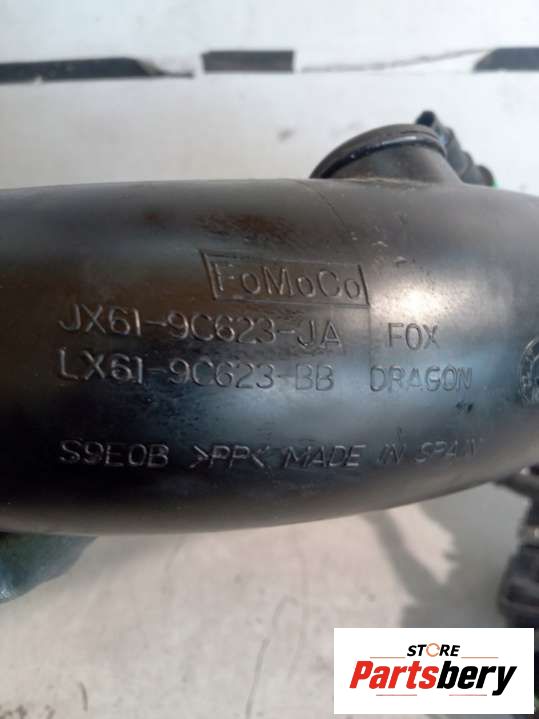 FoMoCo
JX61-9C623-JA FOX
LX61-9C623-BB DRAGON
S9E0B >PP< MADE IN SPAIN
STORE
Partsbery